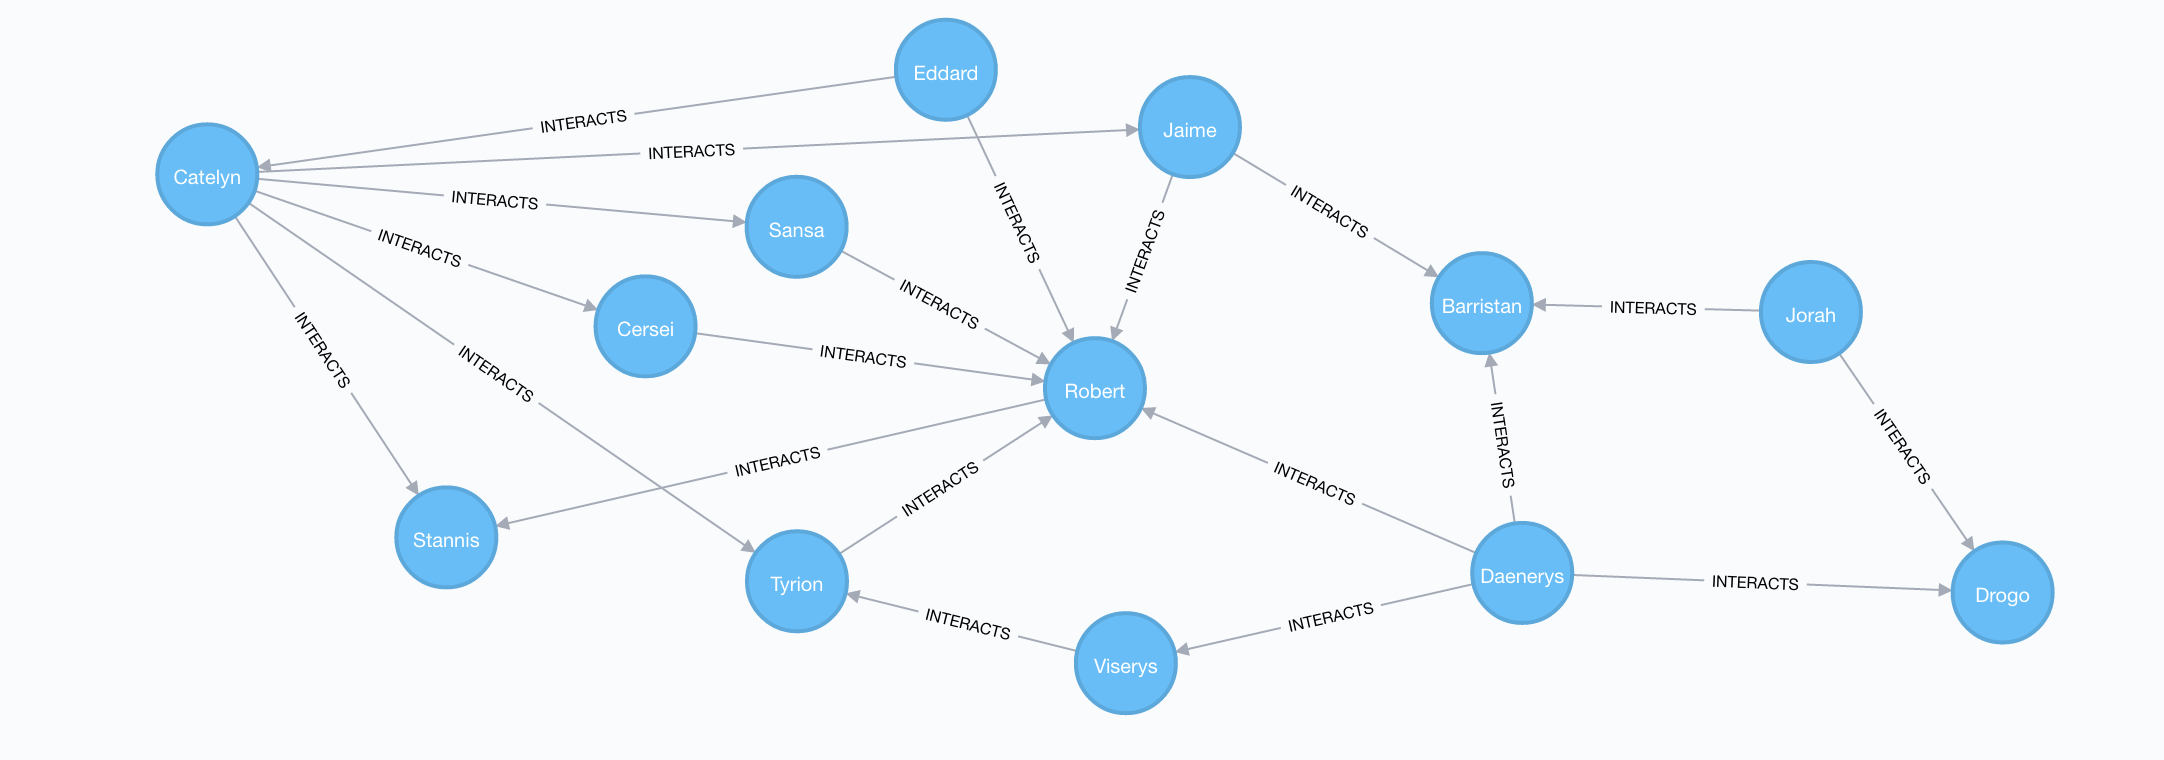 Eddard
Jaime
Catelyn
INTERACTS
INTERACTS
INTERACTS
Sansa
INTERACTS
INTERACTS
INTERACTS
INTERACTS
Cersei
INTERACTS
INTERACTS
Barristan
INTERACTS
Jorah
INTERACTS
INTERACTS
INTERACTS
Robert
INTERACTS
INTERACTS
INTERACTS
INTERACTS
INTERACTS
Stannis
Tyrion
Daenerys
INTERACTS
Drogo
INTERACTS
INTERACTS
Viserys